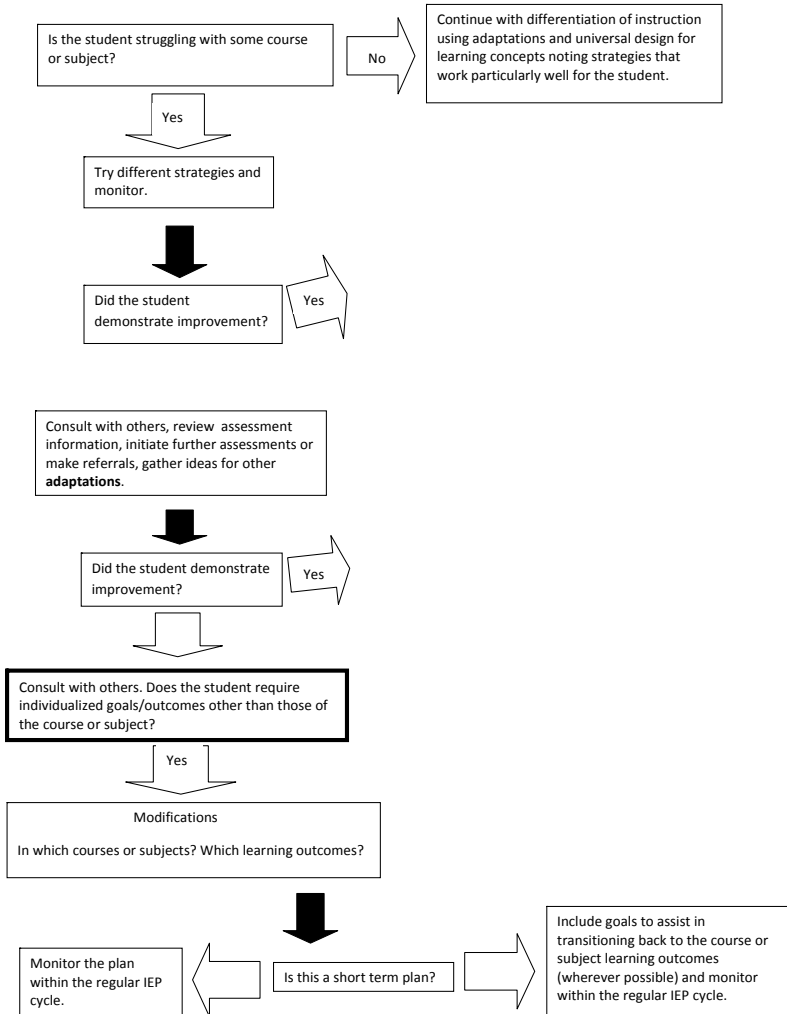 Is the student struggling with some course
or subject?
No
Continue with differentiation of instruction
using adaptations and universal design for
learning concepts noting strategies that
work particularly well for the student.
Yes
Try different strategies and
monitor.
Did the student
demonstrate improvement?
Yes
Consult with others, review assessment
information, initiate further assessments or
make referrals, gather ideas for other
adaptations.
Did the student demonstrate
improvement?
Yes
Consult with others. Does the student require
individualized goals/outcomes other than those of
the course or subject?
Yes
Modifications
In which courses or subjects? Which learning outcomes?
Monitor the plan
within the regular IEP
cycle.
Is this a short term plan?
Include goals to assist in
transitioning back to the course or
subject learning outcomes
(wherever possible) and monitor
within the regular IEP cycle.